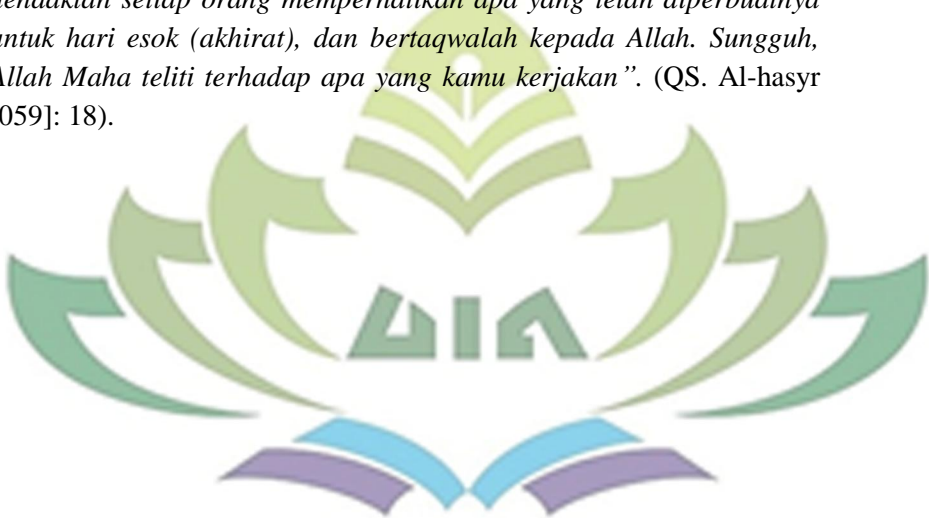 hendaklah setiap orang memperhatikan apa yang telah diperbuatnya
untuk hari esok (akhirat), dan bertaqwalah kepada Allah. Sungguh,
Allah Maha teliti terhadap apa yang kamu kerjakan”. (QS. Al-hasyr
059]: 18).
UIN